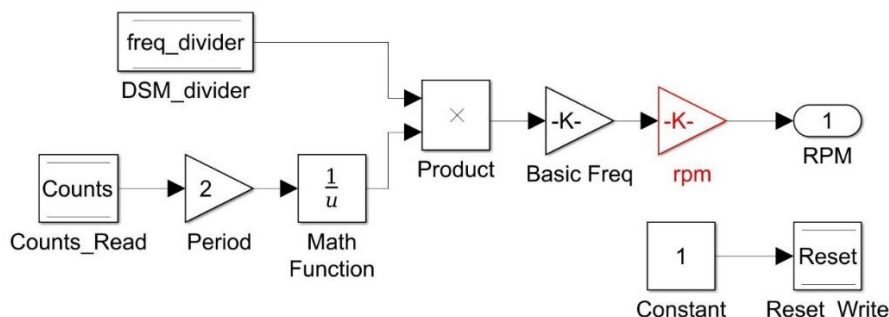 freq_divider
DSM_divider
×
Product
-K-
Basic Freq
-K-
rpm
1
RPM
Counts
Counts_Read
2
Period
1
u
Math
Function
1
Constant
Reset
Reset_Write